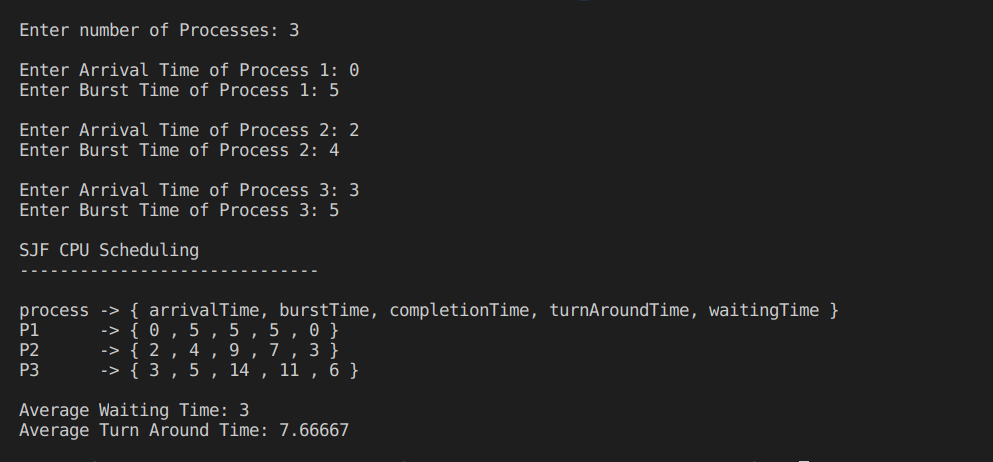 Enter number of Processes: 3
Enter Arrival Time of Process 1: 0
Enter Burst Time of Process 1: 5
Enter Arrival Time of Process 2: 2
Enter Burst Time of Process 2: 4
Enter Arrival Time of Process 3: 3
Enter Burst Time of Process 3: 5
SJF CPU Scheduling
------------------------------
process -> { arrivalTime, burstTime, completionTime, turnAroundTime, waitingTime }
P1      -> { 0 , 5 , 5 , 5 , 0 }
P2      -> { 2 , 4 , 9 , 7 , 3 }
P3      -> { 3 , 5 , 14 , 11 , 6 }
Average Waiting Time: 3
Average Turn Around Time: 7.66667